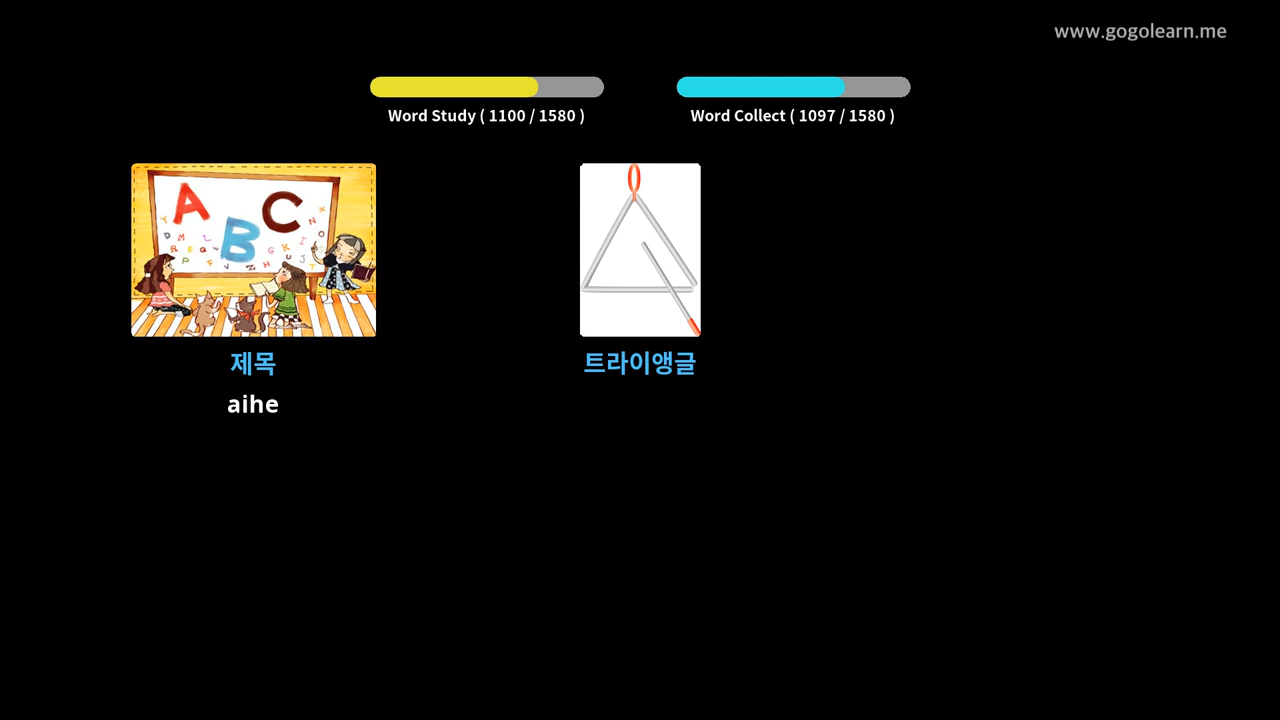 www.gogolearn.me
Word Study ( 1100 / 1580 )
Word Collect ( 1097 / 1580 )
A B C
제목
트라이앵글
aihe